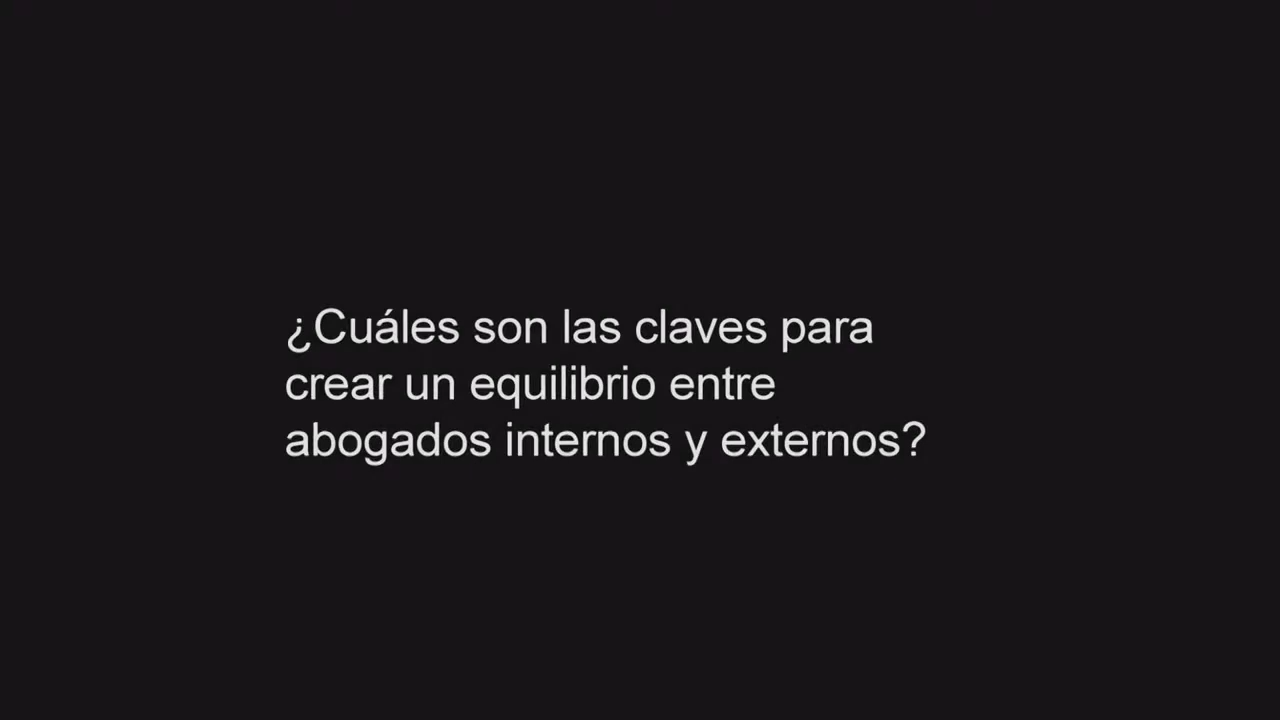 ¿Cuáles son las claves para
crear un equilibrio entre
abogados internos y externos?